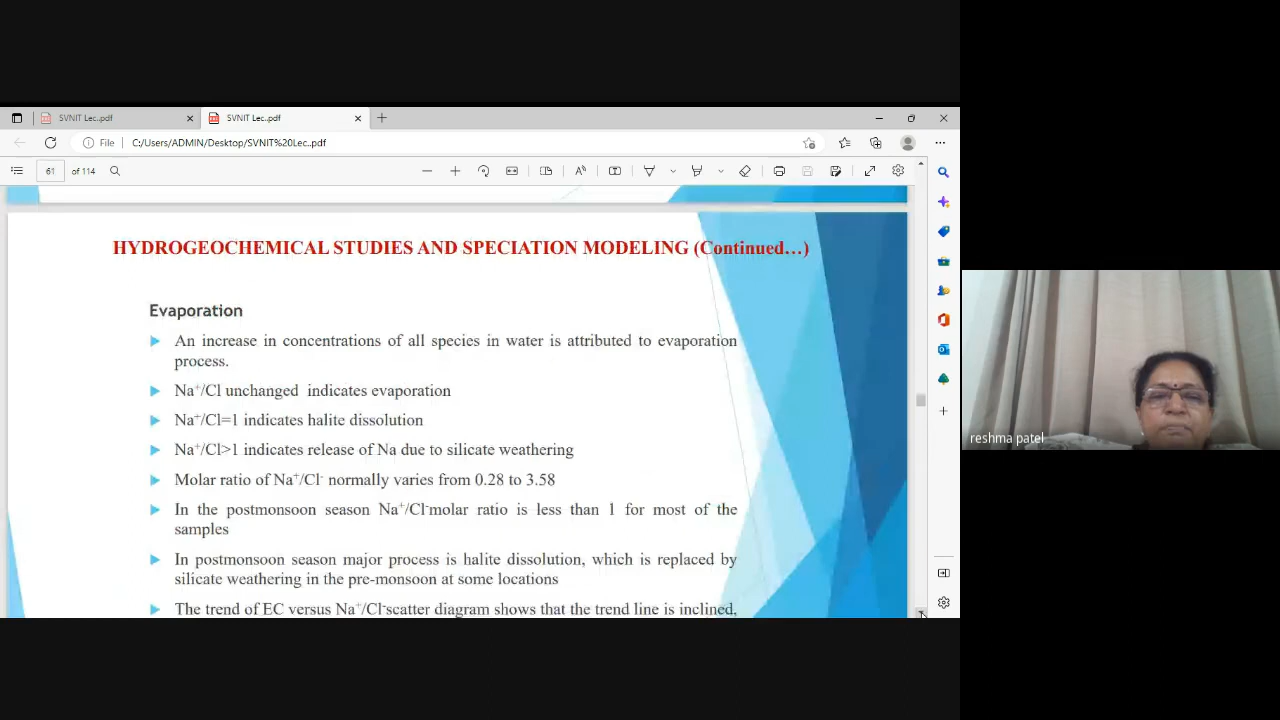 SVNIT Lec..pdf
SVNIT Lec..pdf
File
C:/Users/ADMIN/Desktop/SVNIT%20Lec..pdf
61
of 114
HYDROGEOCHEMICAL STUDIES AND SPECIATION MODELING (Continued…)
Evaporation
An increase in concentrations of all species in water is attributed to evaporation
process.
Na⁺/Cl unchanged indicates evaporation
Na⁺/Cl=1 indicates halite dissolution
Na⁺/Cl>1 indicates release of Na due to silicate weathering
Molar ratio of Na⁺/Cl⁻ normally varies from 0.28 to 3.58
In the postmonsoon season Na⁺/Cl⁻molar ratio is less than 1 for most of the
samples
In postmonsoon season major process is halite dissolution, which is replaced by
silicate weathering in the pre-monsoon at some locations
The trend of EC versus Na⁺/Cl⁻scatter diagram shows that the trend line is inclined,
reshma patel